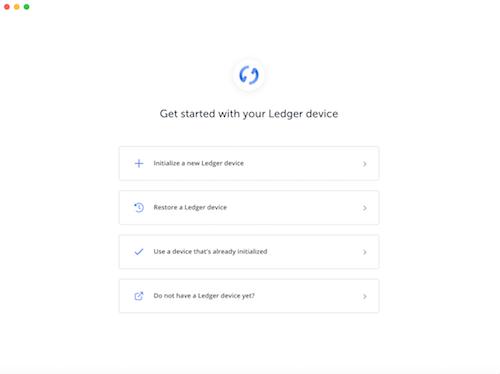 Get started with your Ledger device
Initialize a new Ledger device
Restore a Ledger device
Use a device that's already initialized
Do not have a Ledger device yet?